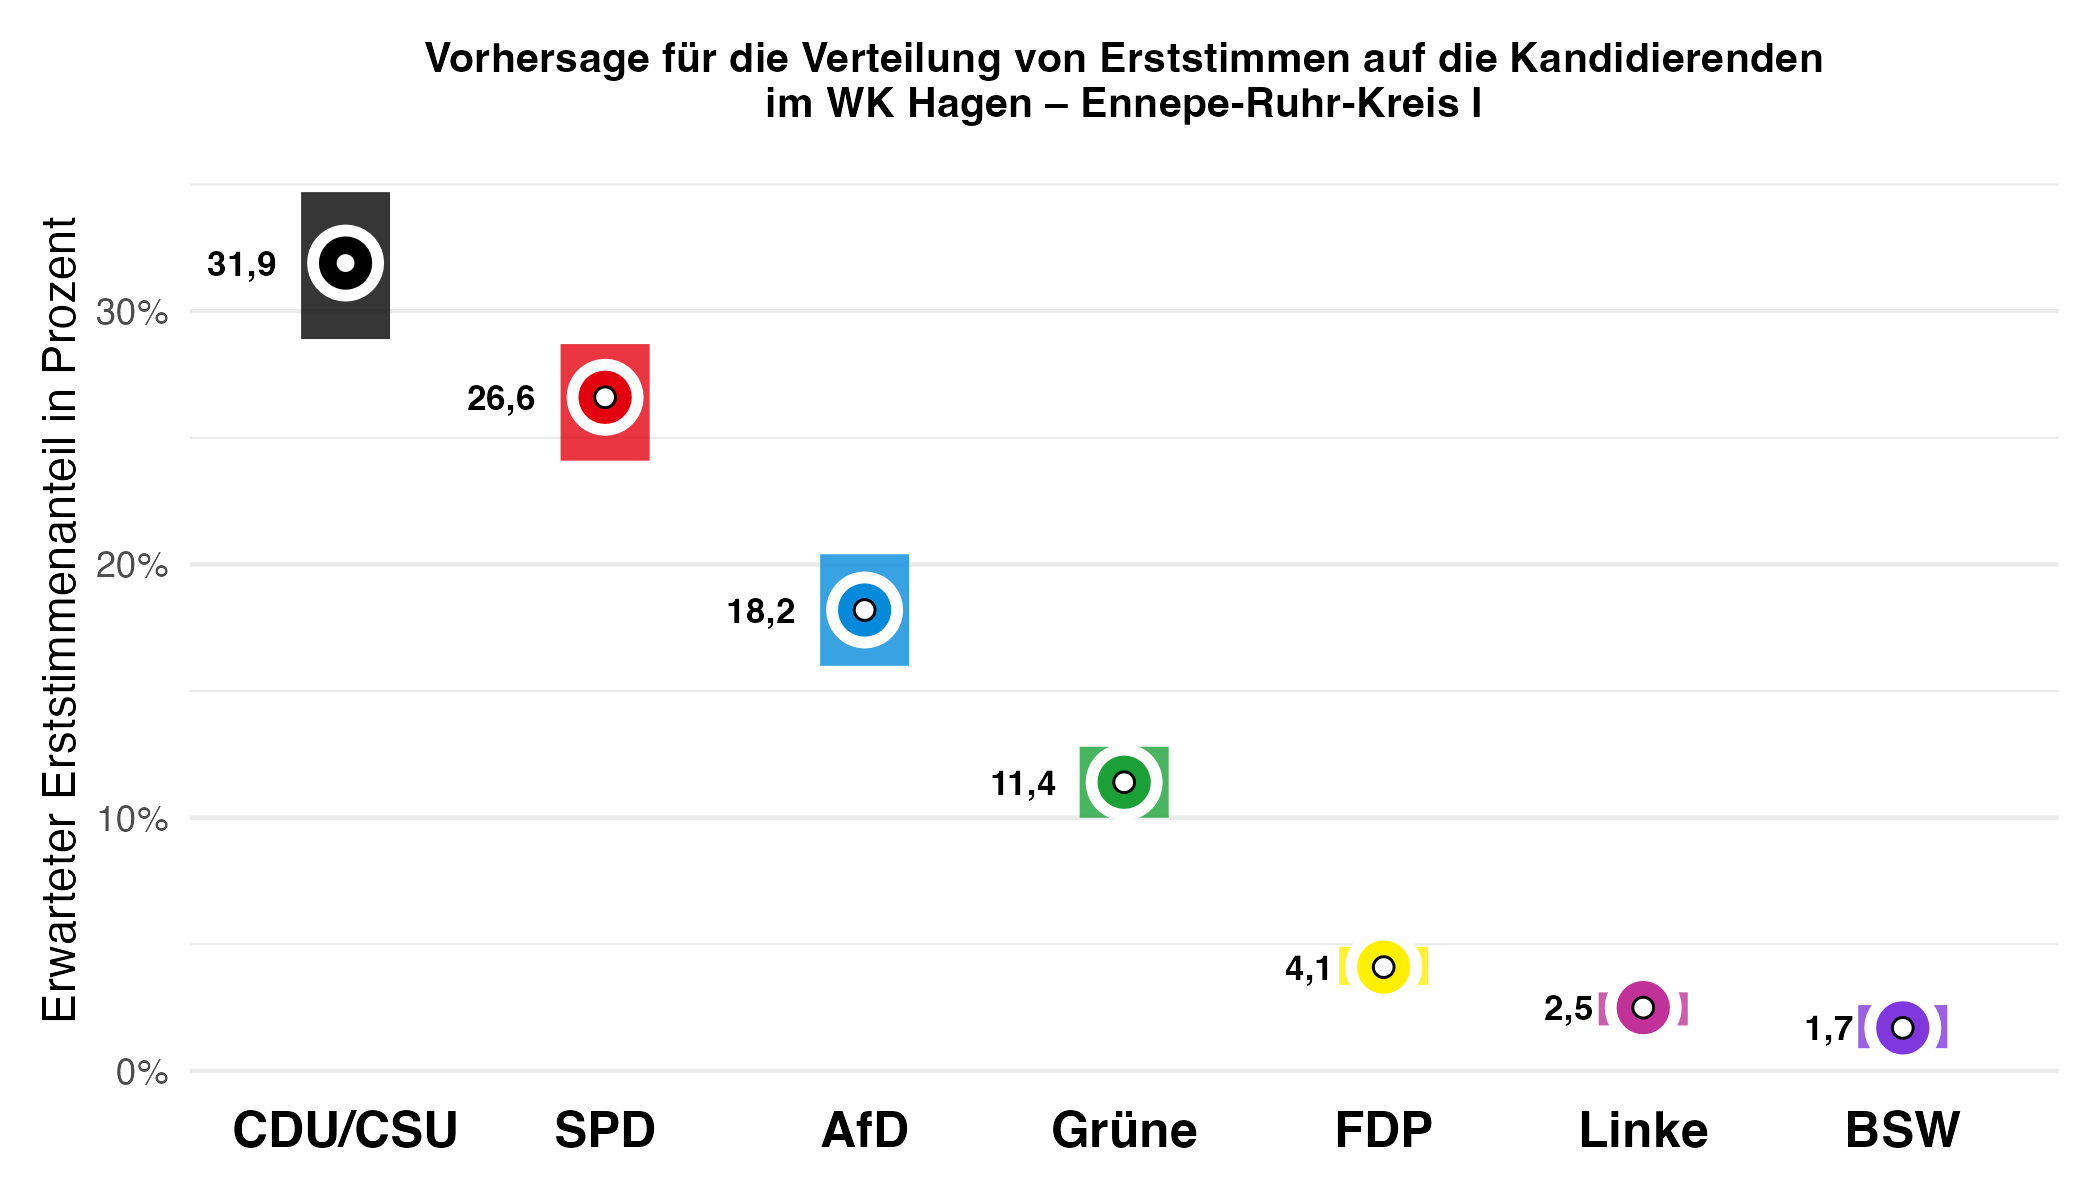 Vorhersage für die Verteilung von Erststimmen auf die Kandidierenden
im WK Hagen – Ennepe-Ruhr-Kreis I
Erwarteter Erststimmenanteil in Prozent
30%
20%
10%
0%
31,9
26,6
18,2
11,4
4,1
2,5
1,7
CDU/CSU
SPD
AfD
Grüne
FDP
Linke
BSW